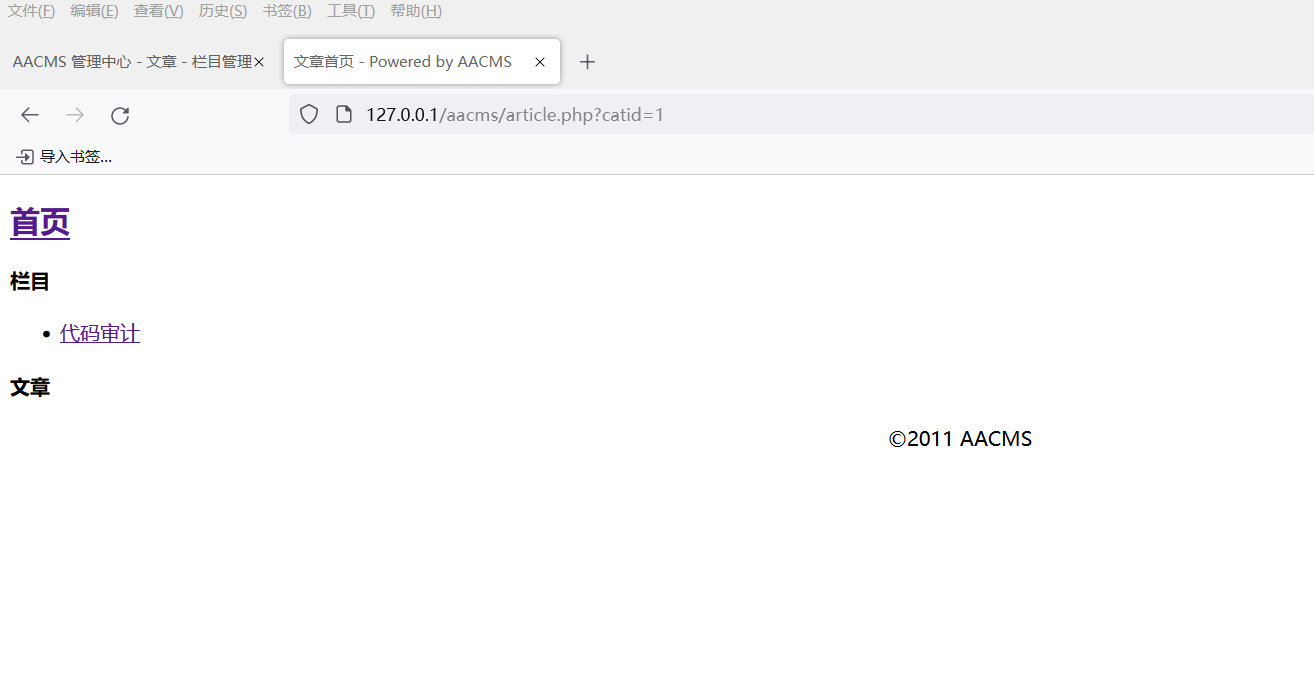 文件(F) 编辑(E) 查看(V) 历史(S) 书签(B) 工具(T) 帮助(H)
AACMS 管理中心 - 文章 - 栏目管理 文章首页 - Powered by AACMS
127.0.0.1/aacms/article.php?catid=1
导入书签...
首页
栏目
代码审计
文章
©2011 AACMS